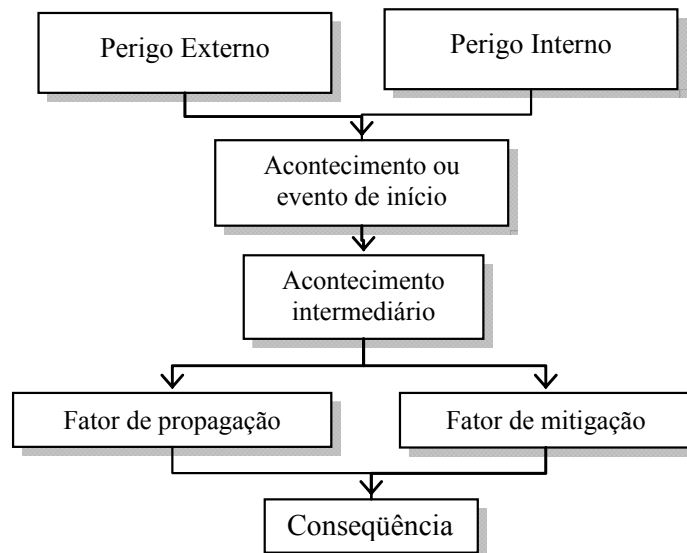 Perigo Externo
Perigo Interno
Acontecimento ou
evento de início
Acontecimento
intermediário
Fator de propagação
Fator de mitigação
Conseqüência